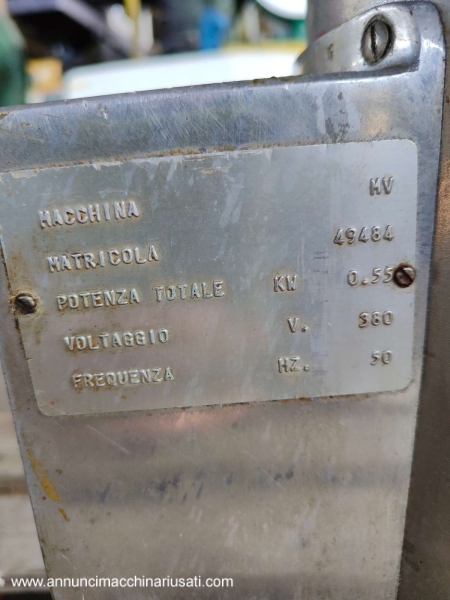 MACCHINA MV
MATRICOLA 49484
POTENZA TOTALE KW 0.55
VOLTAGGIO V. 380
FREQUENZA HZ. 50
www.annuncimacchinariusati.com